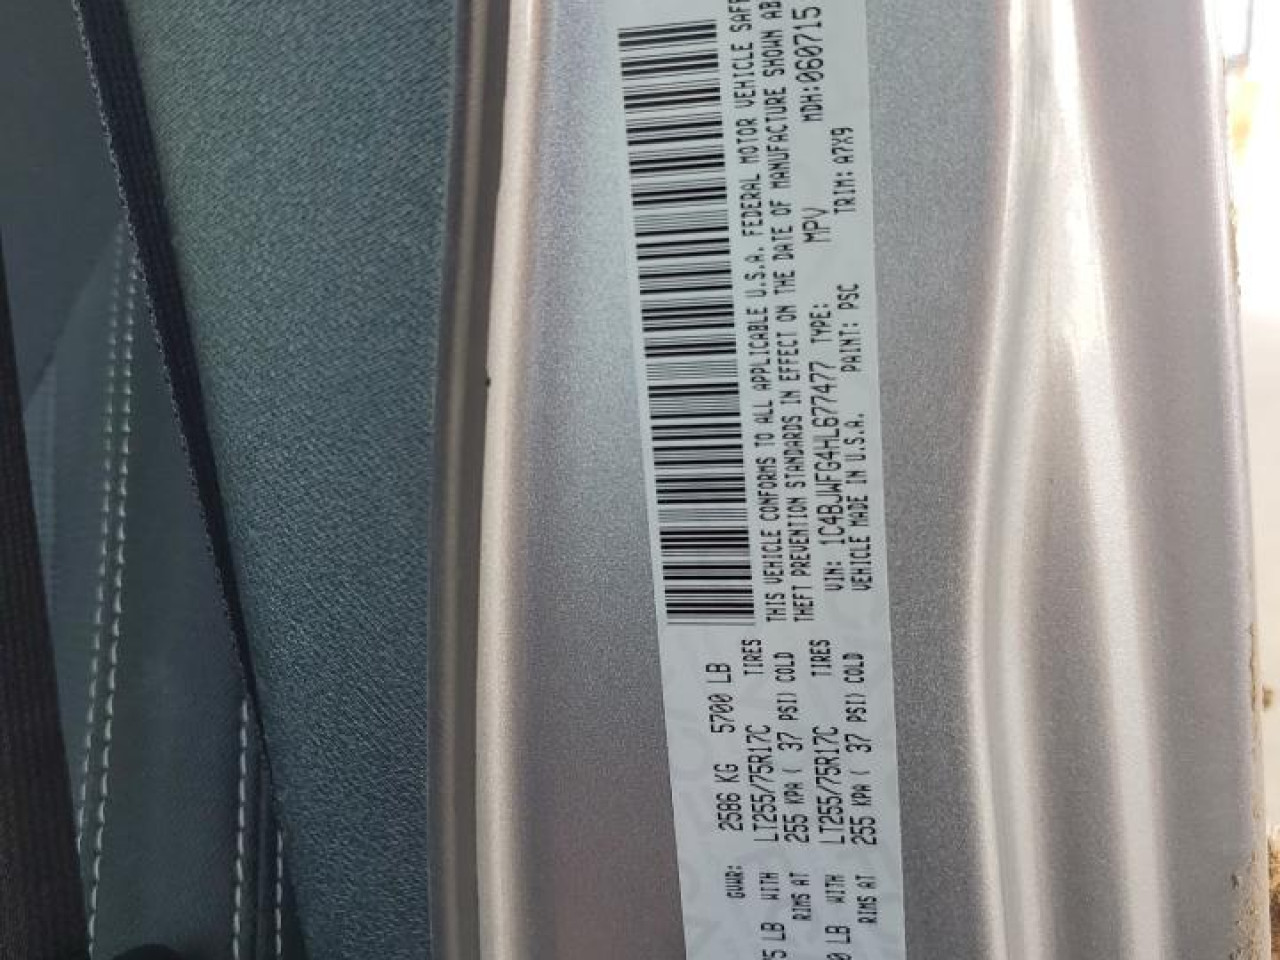 GVWR: 2586 KG 5700 LB
5 LB WITH LT255/75R17C TIRES
RIMS AT 255 KPA ( 37 PSI) COLD
0 LB WITH LT255/75R17C TIRES
RIMS AT 255 KPA ( 37 PSI) COLD
THIS VEHICLE CONFORMS TO ALL APPLICABLE U.S.A. FEDERAL MOTOR VEHICLE
THEFT PREVENTION STANDARDS IN EFFECT ON THE DATE OF MANUFACTURE SHOWN
VIN: 1C4BJWFG4HL677477 TYPE: MPV MDH:060715
VEHICLE MADE IN U.S.A. PAINT: PSC TRIM: A7X9